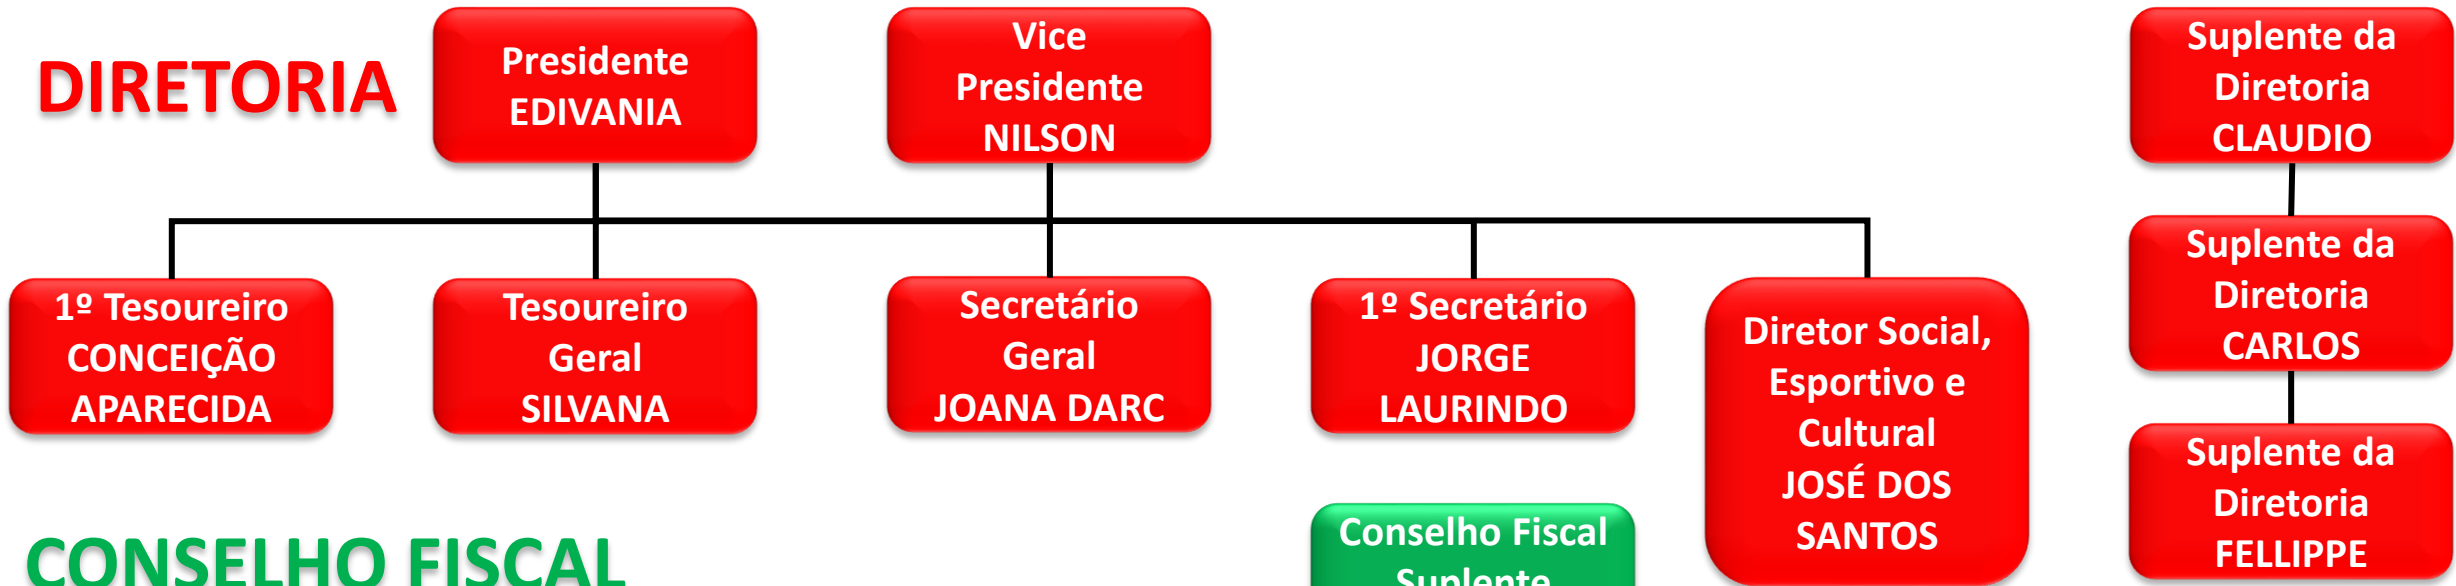 DIRETORIA
Presidente
EDIVANIA
Vice
Presidente
NILSON
Suplente da
Diretoria
CLAUDIO
1º Tesoureiro
CONCEIÇÃO
APARECIDA
Tesoureiro
Geral
SILVANA
Secretário
Geral
JOANA DARC
1º Secretário
JORGE
LAURINDO
Diretor Social,
Esportivo e
Cultural
JOSÉ DOS
SANTOS
Suplente da
Diretoria
CARLOS
Suplente da
Diretoria
FELLIPPE
CONSELHO FISCAL
Conselho Fiscal
Suplente